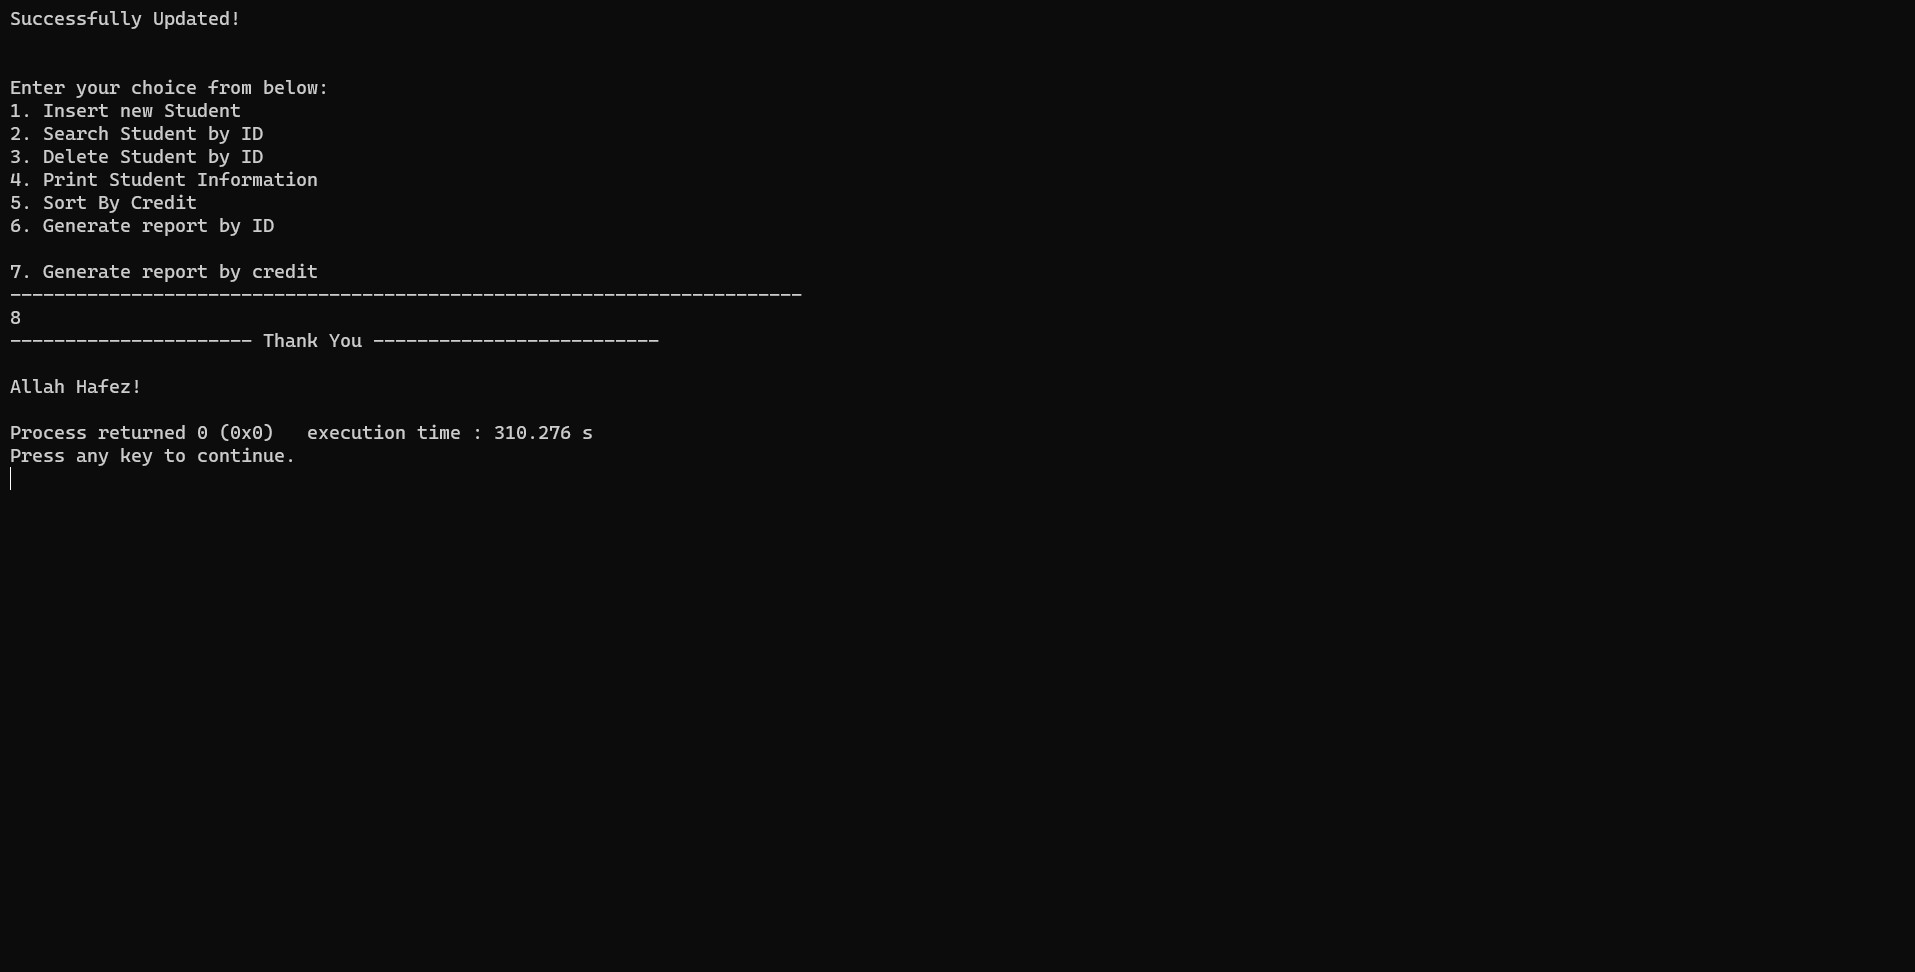 Successfully Updated!
Enter your choice from below:
1. Insert new Student
2. Search Student by ID
3. Delete Student by ID
4. Print Student Information
5. Sort By Credit
6. Generate report by ID
7. Generate report by credit
------------------------------------------------------------------------
8
---------------------- Thank You --------------------------
Allah Hafez!
Process returned 0 (0x0)   execution time : 310.276 s
Press any key to continue.